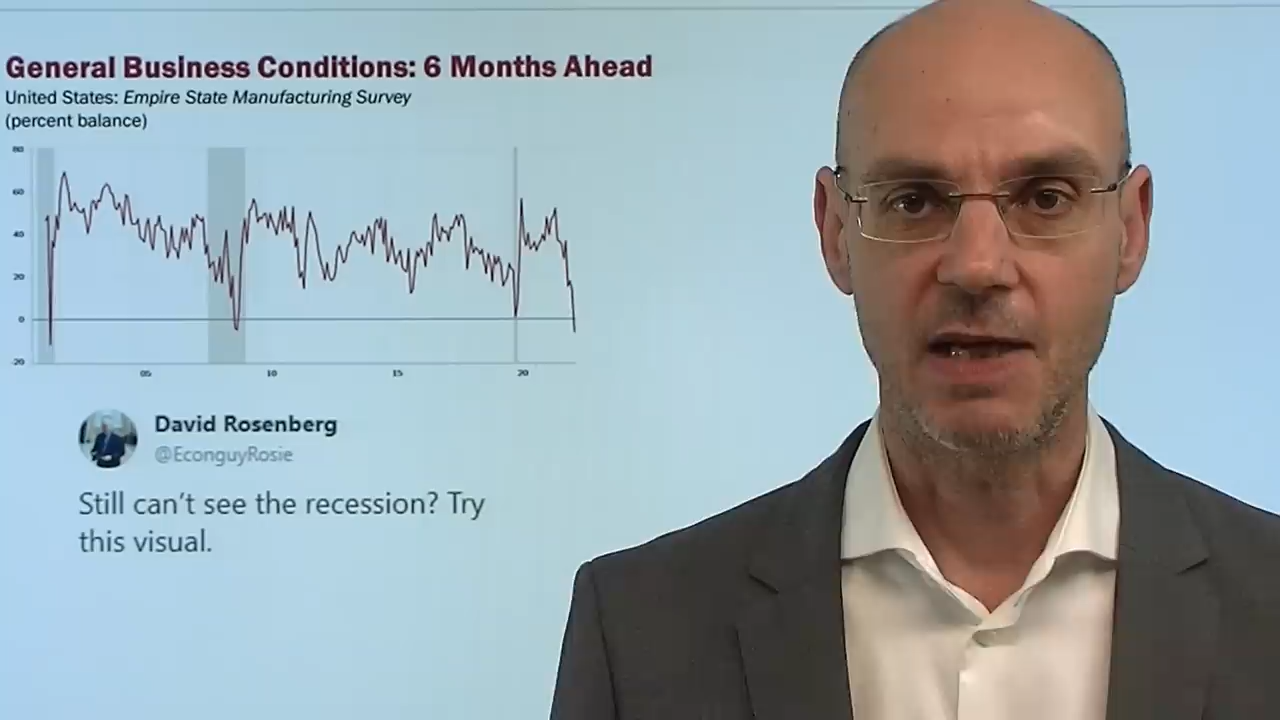 General Business Conditions: 6 Months Ahead
United States: Empire State Manufacturing Survey
(percent balance)
80
60
40
20
0
-20
05 10 15 20
David Rosenberg
@EconguyRosie
Still can't see the recession? Try
this visual.